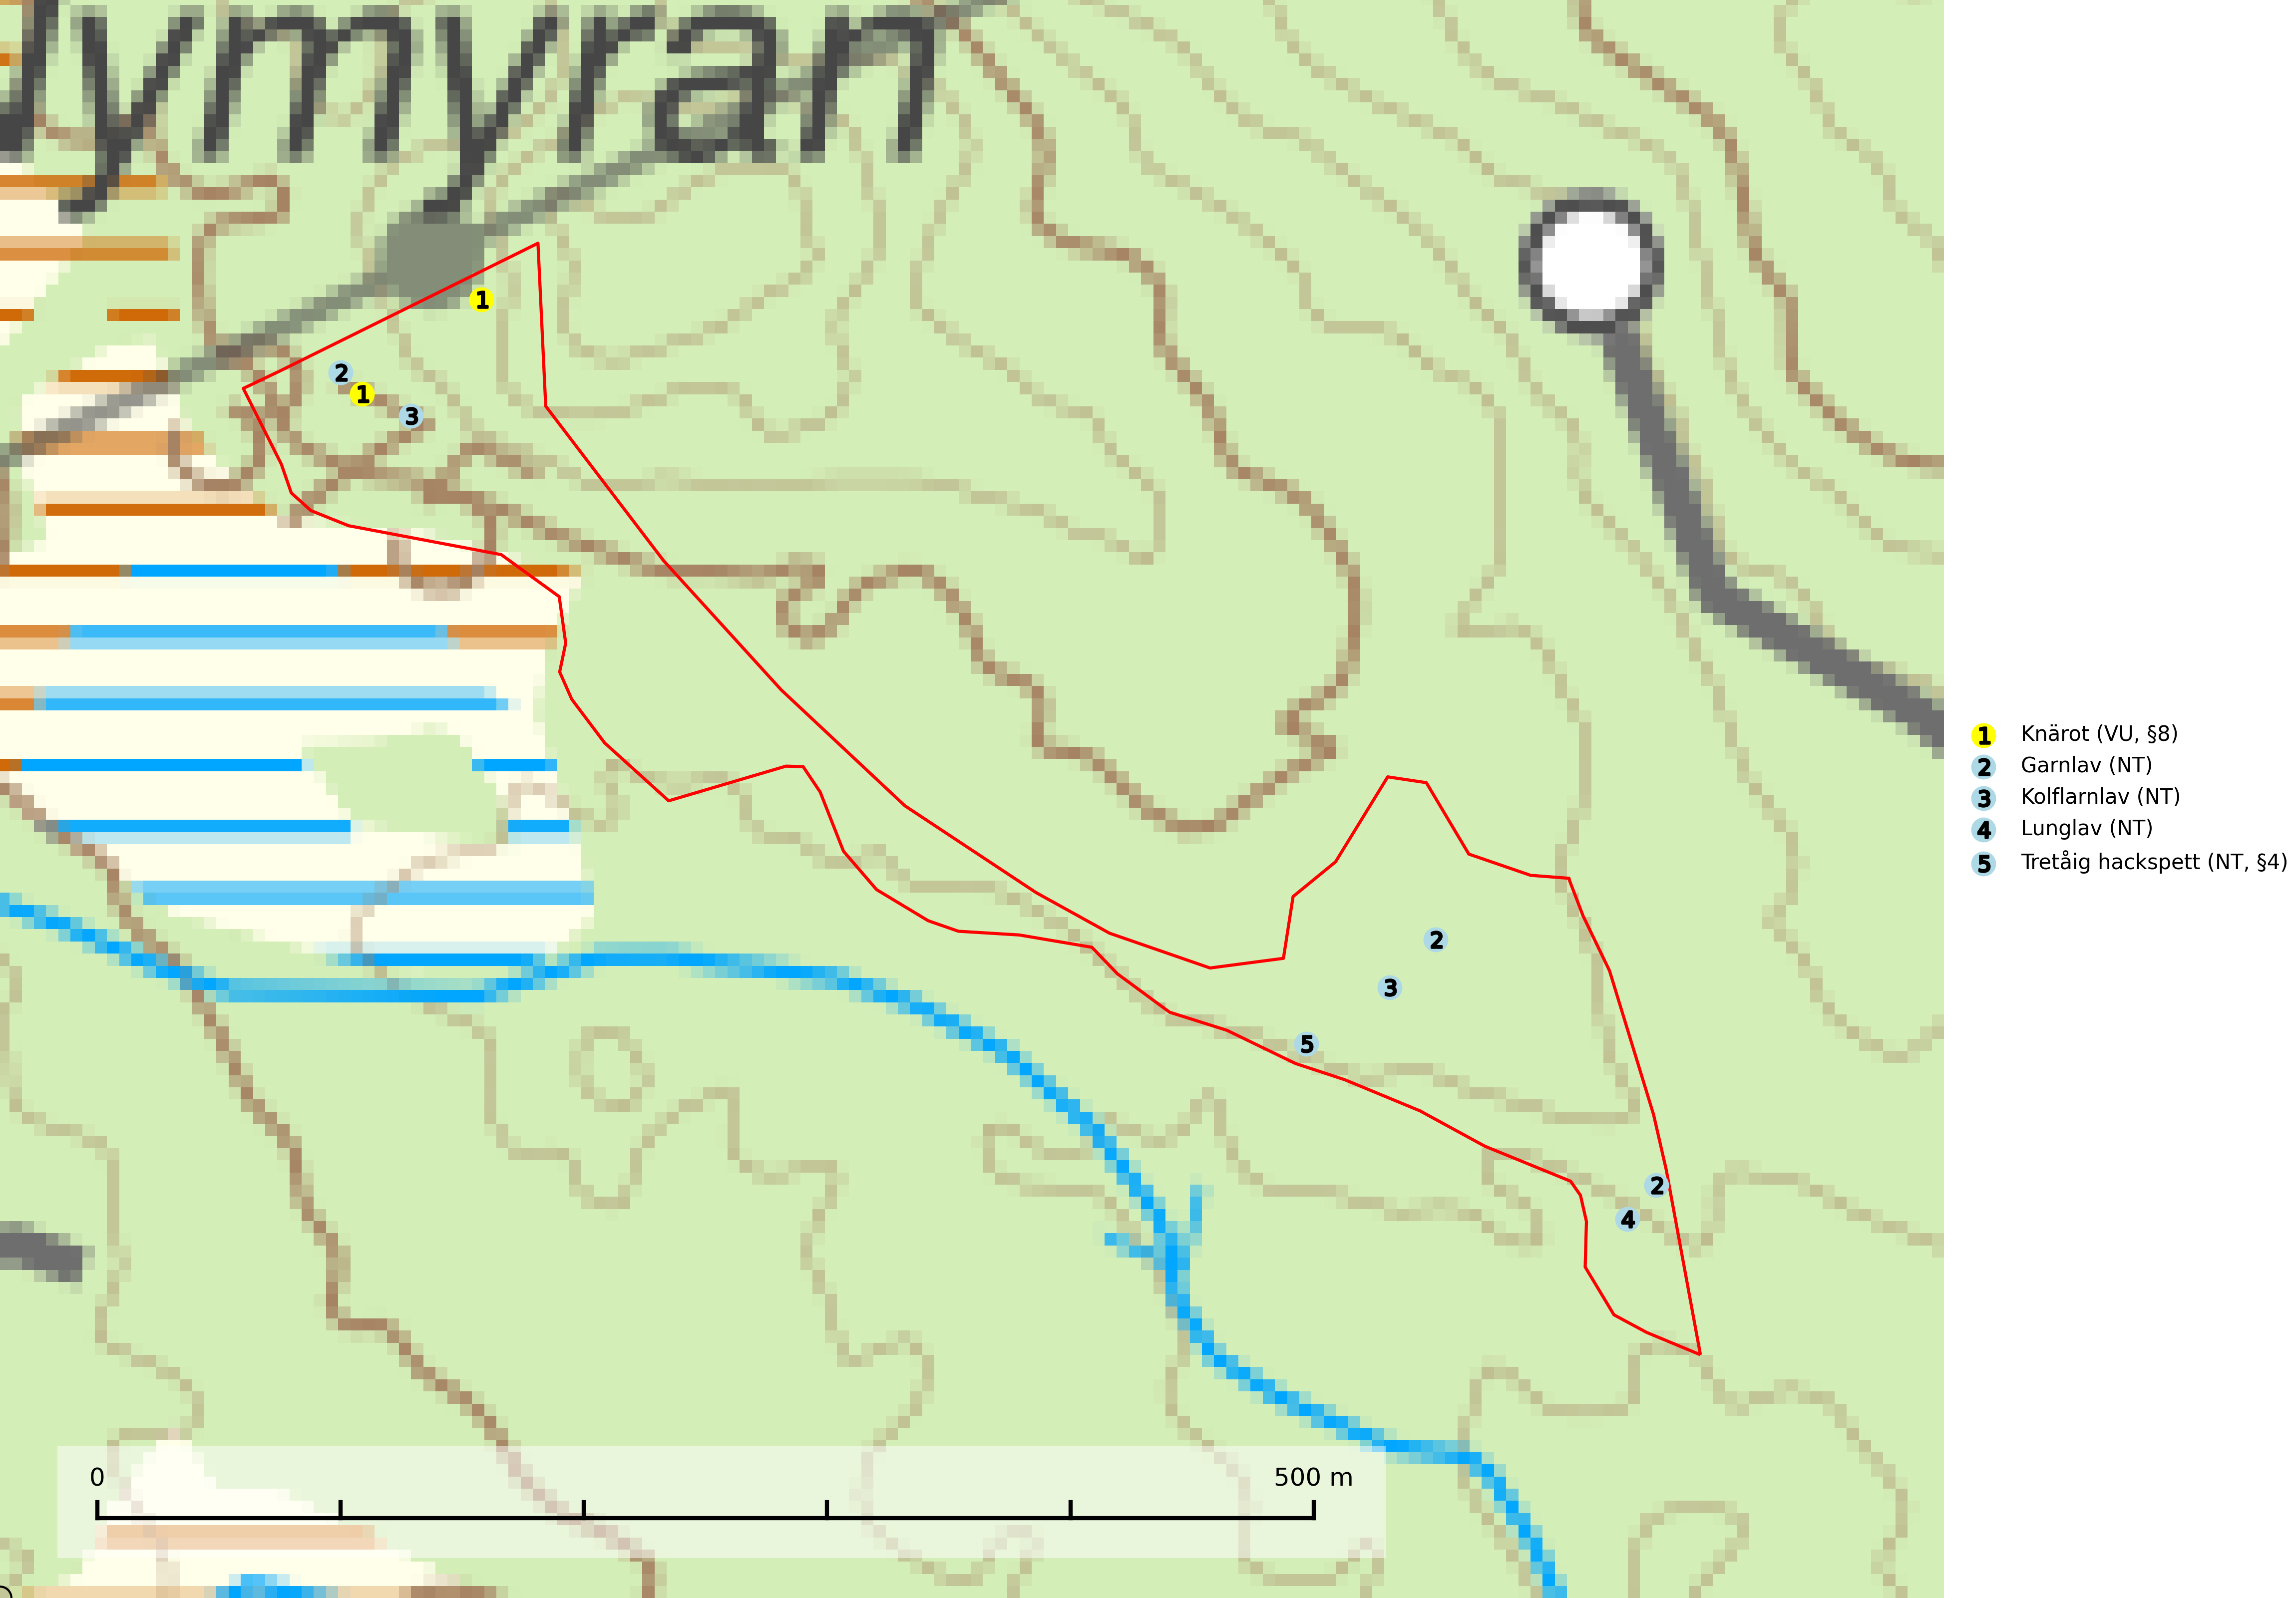 ymyran
1
2
1
3
2
3
5
2
4
1 Knärot (VU, §8)
2 Garnlav (NT)
3 Kolflarnlav (NT)
4 Lunglav (NT)
5 Tretåig hackspett (NT, §4)
0 500 m